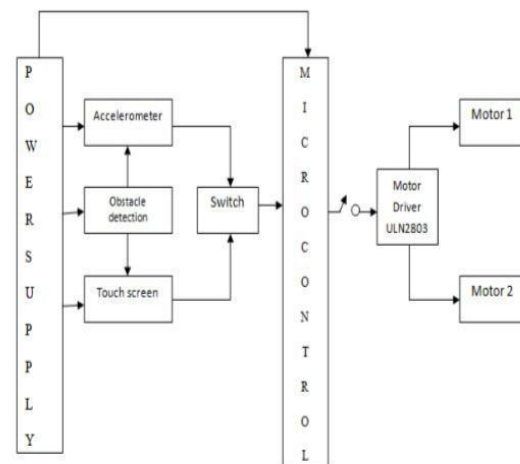 P
O
W
E
R
S
U
P
P
L
Y
Accelerometer
Obstacle
detection
Touch screen
Switch
M
I
C
R
O
C
O
N
T
R
O
L
Motor
Driver
ULN2803
Motor 1
Motor 2